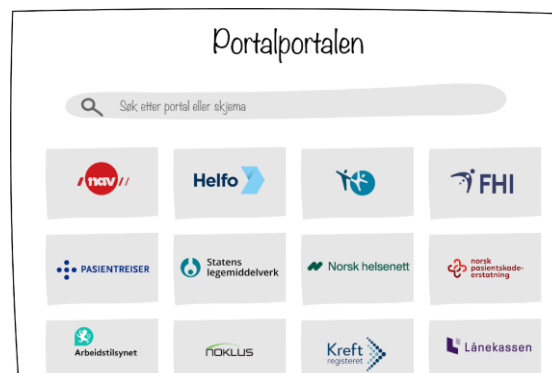 Portalportalen
Søk etter portal eller skjema
nav
Helfo
FHI
PASIENTREISER
Statens
legemiddelverk
Norsk helsenett
norsk
pasientskade-
erstatning
Arbeidstilsynet
NOKLUS
Kreft
registeret
Lånekassen